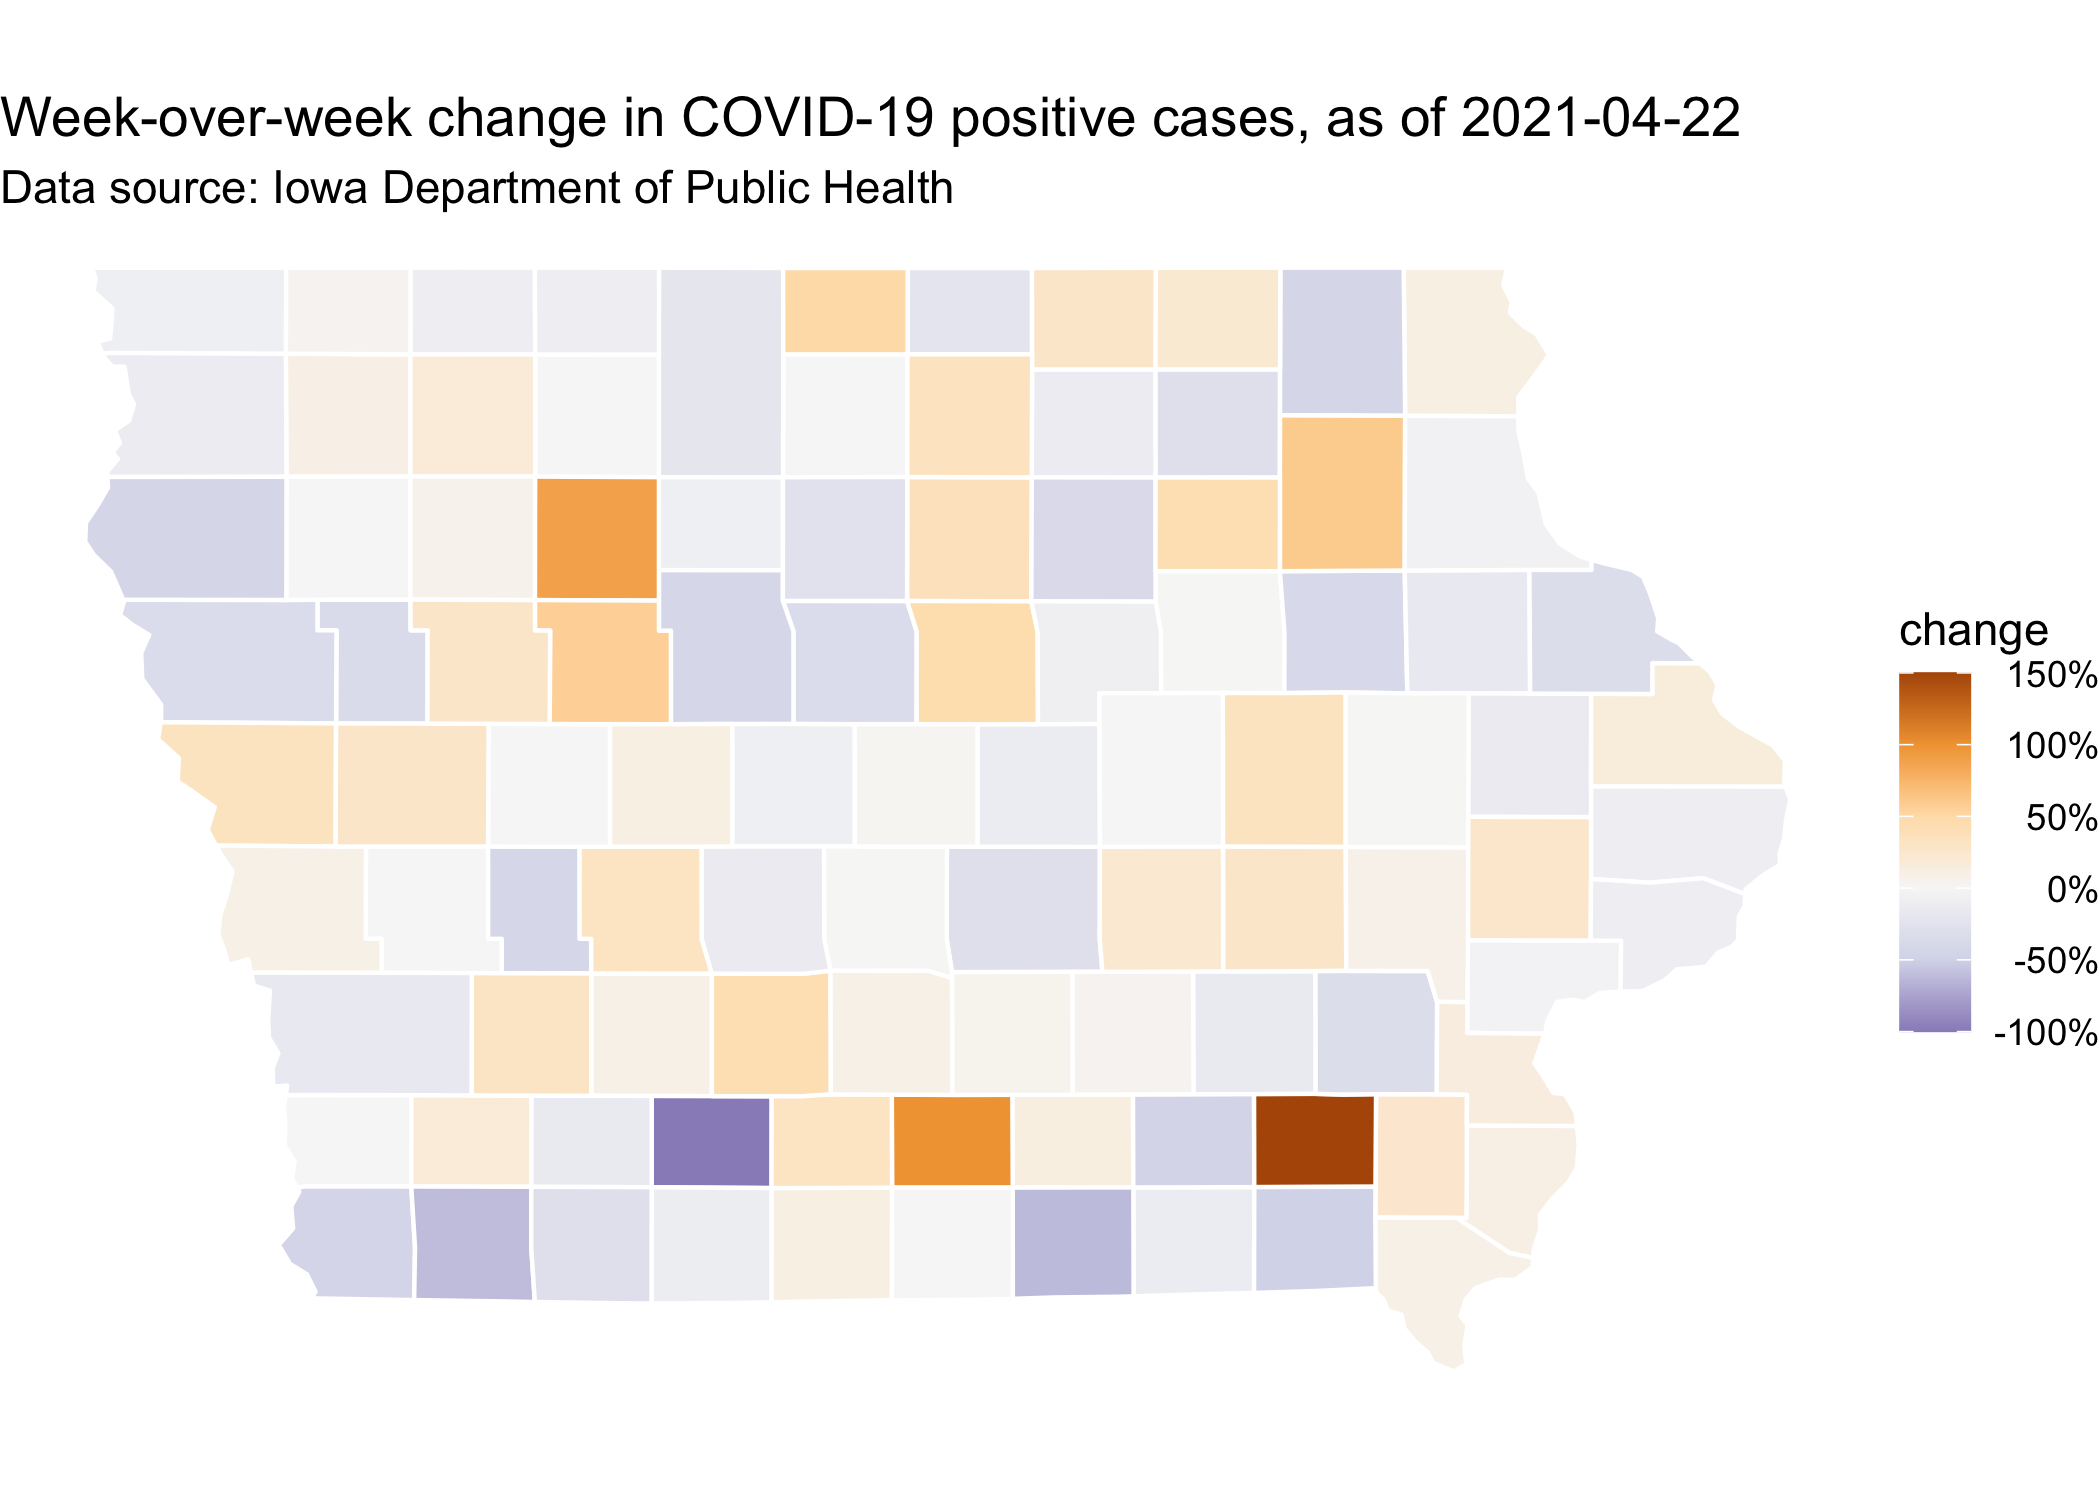 Week-over-week change in COVID-19 positive cases, as of 2021-04-22
Data source: Iowa Department of Public Health
change
150%
100%
50%
0%
-50%
-100%